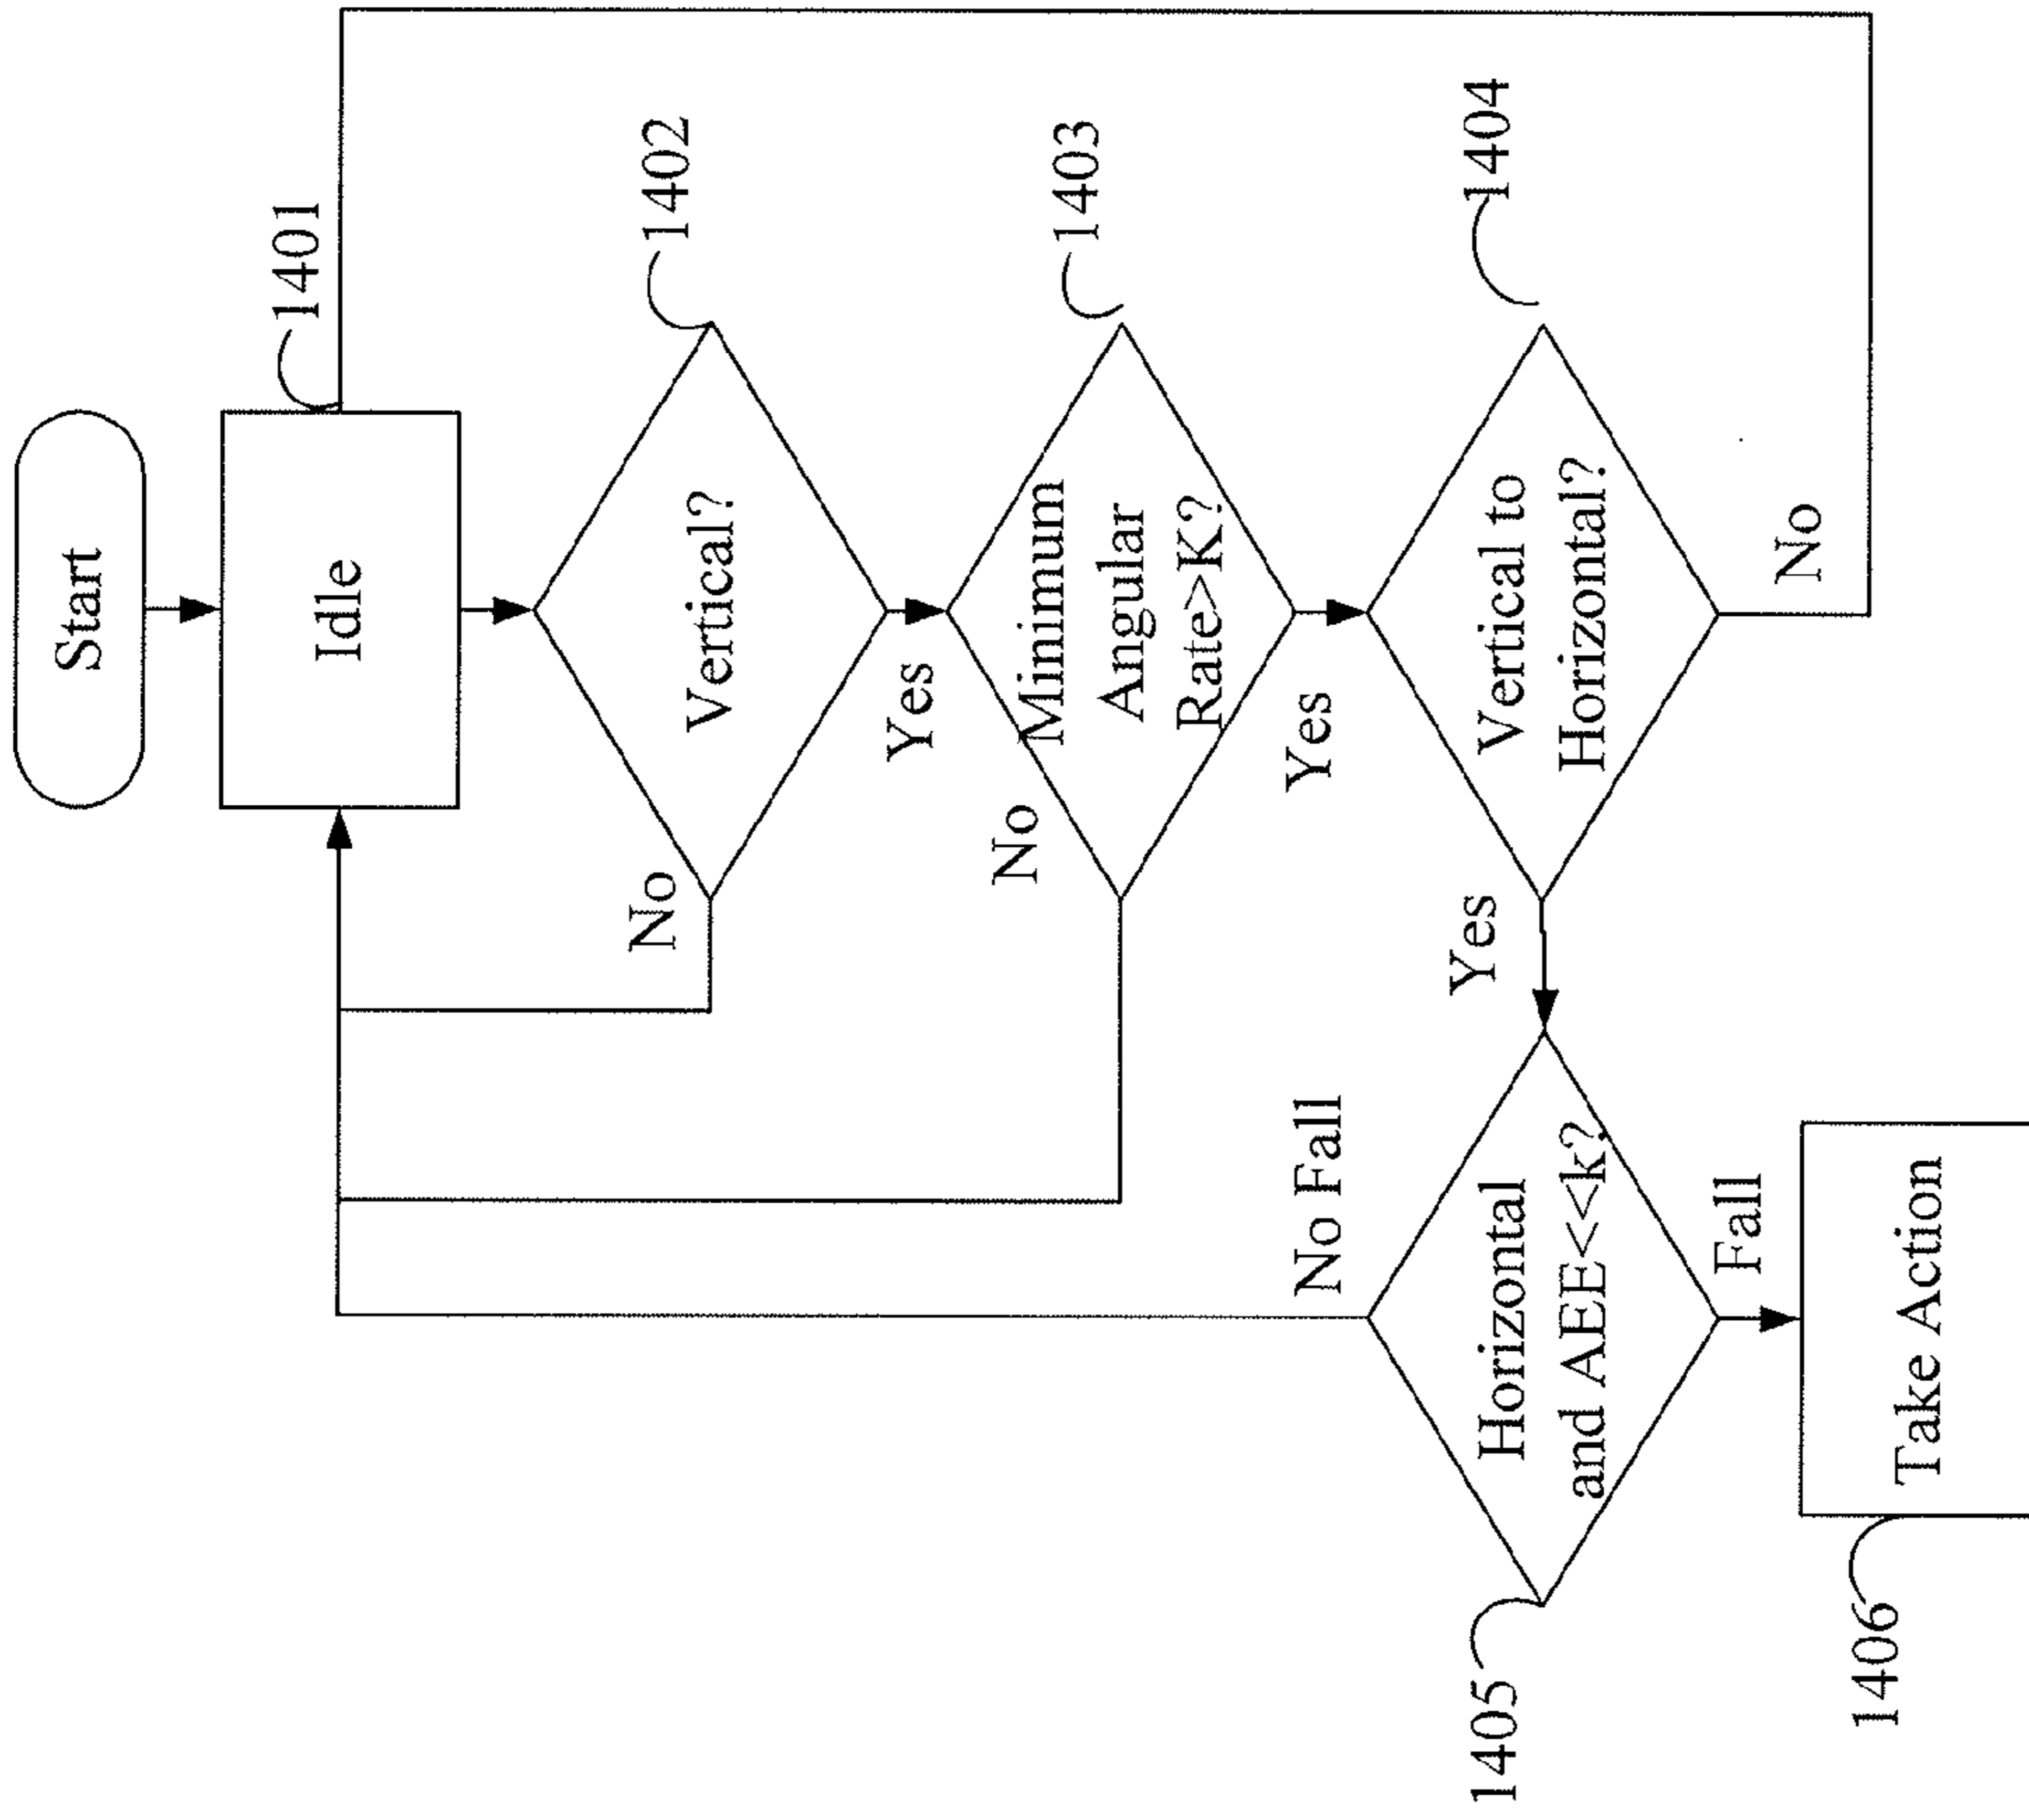 Start
Idle
1401
Vertical?
1402
No
Yes
Minimum
Angular
Rate>K?
1403
No
Yes
Vertical to
Horizontal?
1404
No
Yes
Horizontal
and AEE<<k?
1405
No Fall
Fall
Take Action
1406